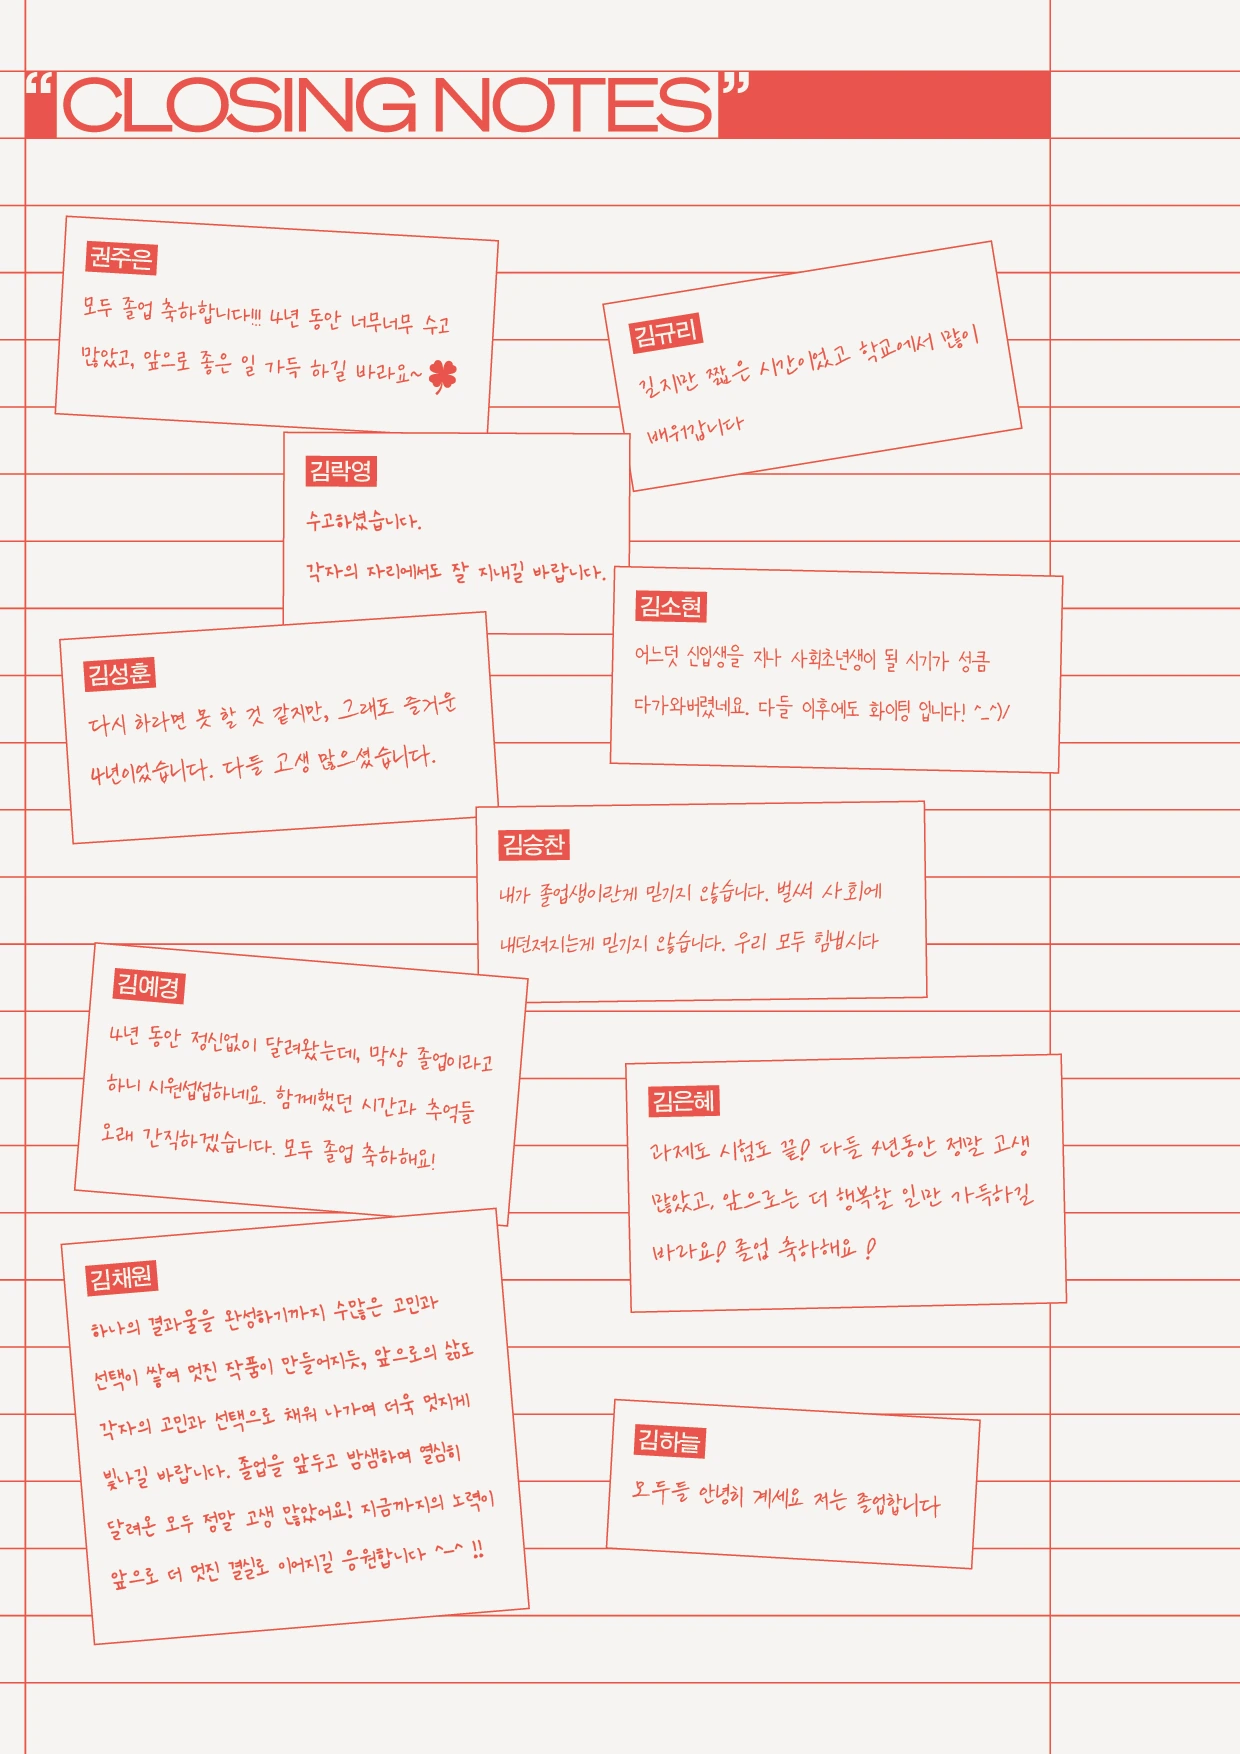 “CLOSING NOTES”
권주은
모두 졸업 축하합니다!!! 4년 동안 너무너무 수고
많았고, 앞으로 좋은 일 가득 하길 바라요~
김규리
길지만 짧은 시간이었고 학교에서 많이
배워갑니다
김락영
수고하셨습니다.
각자의 자리에서도 잘 지내길 바랍니다.
김소현
어느덧 신입생을 지나 사회초년생이 될 시기가 성큼
다가와버렸네요. 다들 이후에도 화이팅 입니다! ^_^)/
김성훈
다시 하라면 못 할 것 같지만, 그래도 즐거운
4년이었습니다. 다들 고생 많으셨습니다.
김승찬
내가 졸업생이란게 믿기지 않습니다. 벌써 사회에
내던져지는게 믿기지 않습니다. 우리 모두 힘냅시다
김예경
4년 동안 정신없이 달려왔는데, 막상 졸업이라고
하니 시원섭섭하네요. 함께했던 시간과 추억들
오래 간직하겠습니다. 모두 졸업 축하해요!
김은혜
과제도 시험도 끝! 다들 4년동안 정말 고생
많았고, 앞으로는 더 행복할 일만 가득하길
바라요! 졸업 축하해요 !
김채원
하나의 결과물을 완성하기까지 수많은 고민과
선택이 쌓여 멋진 작품이 만들어지듯, 앞으로의 삶도
각자의 고민과 선택으로 채워 나가며 더욱 멋지게
빛나길 바랍니다. 졸업을 앞두고 밤샘하며 열심히
달려온 모두 정말 고생 많았어요! 지금까지의 노력이
앞으로 더 멋진 결실로 이어지길 응원합니다 ^_^ !!
김하늘
모두들 안녕히 계세요 저는 졸업합니다